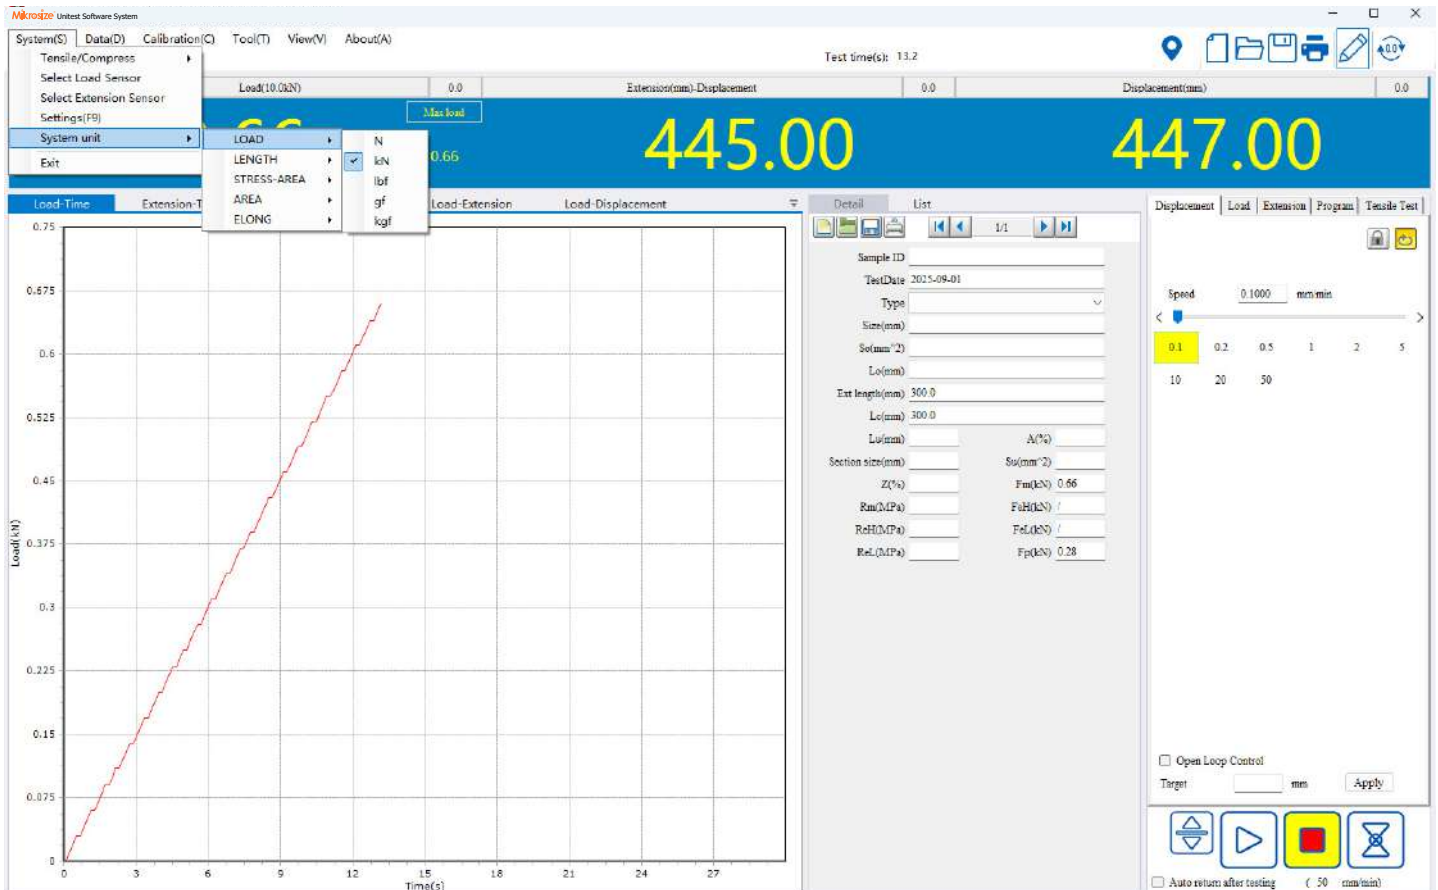 Mikrosize Unitest Software System
System(S) Data(D) Calibration(C) Tool(T) View(V) About(A)
Test time(s): 13.2
Tensile/Compress
Select Load Sensor
Select Extension Sensor
Settings(F9)
System unit
Exit
LOAD
LENGTH
STRESS-AREA
AREA
ELONG
N
kN
lbf
gf
kgf
Load(10.0kN) 0.0 Extension(mm)-Displacement 0.0 Displacement(mm) 0.0
Max load
0.66
445.00
447.00
Load-Time Extension-T Load-Extension Load-Displacement
0.75
0.675
0.6
0.525
0.45
0.375
0.3
0.225
0.15
0.075
0
Load(kN)
0 3 6 9 12 15 18 21 24 27
Time(s)
Detail List
1/1
Sample ID
TestDate 2025-09-01
Type
Size(mm)
So(mm^2)
Lo(mm)
Ext length(mm) 300.0
Lc(mm) 300.0
Lu(mm) A(%)
Section size(mm) Su(mm^2)
Z(%) Fm(kN) 0.66
Rm(MPa) FeH(kN) /
ReH(MPa) FeL(kN) /
ReL(MPa) Fp(kN) 0.28
Displacement Load Extension Program Tensile Test
Speed 0.1000 mm/min
0.1 0.2 0.5 1 2 5
10 20 50
Open Loop Control
Target mm Apply
Auto return after testing ( 50 mm/min)